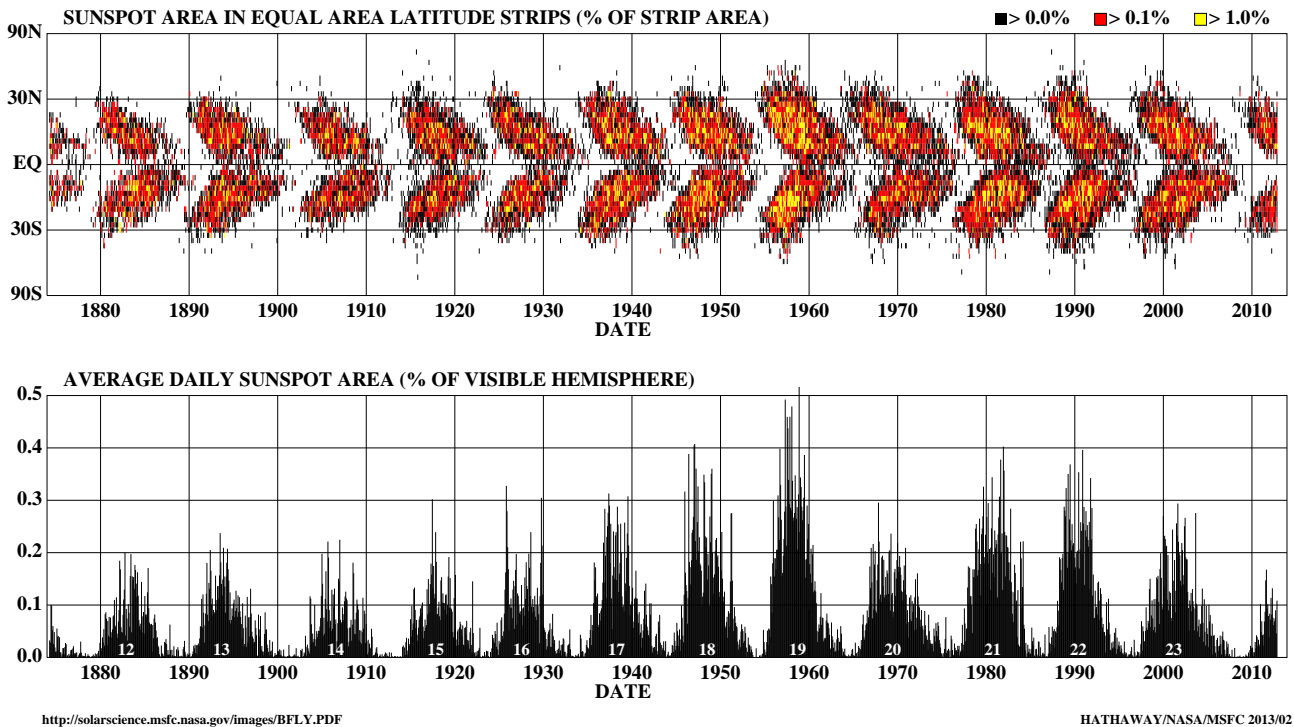 SUNSPOT AREA IN EQUAL AREA LATITUDE STRIPS (% OF STRIP AREA) > 0.0% > 0.1% > 1.0%
90N
30N
EQ
30S
90S
1880 1890 1900 1910 1920 1930 1940 1950 1960 1970 1980 1990 2000 2010
DATE
AVERAGE DAILY SUNSPOT AREA (% OF VISIBLE HEMISPHERE)
0.5
0.4
0.3
0.2
0.1
0.0
12 13 14 15 16 17 18 19 20 21 22 23
1880 1890 1900 1910 1920 1930 1940 1950 1960 1970 1980 1990 2000 2010
DATE
http://solarscience.msfc.nasa.gov/images/BFLY.PDF HATHAWAY/NASA/MSFC 2013/02